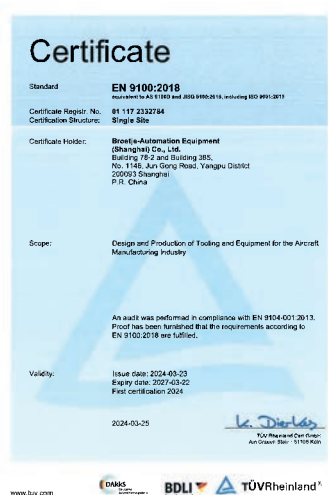 Certificate
Standard EN 9100:2018
equivalent to AS 9100D and JISQ 9100:2016, including ISO 9001:2015
Certificate Registr. No. 01 117 2332784
Certification Structure: Single Site
Certificate Holder: Broetje-Automation Equipment
(Shanghai) Co., Ltd.
Building 78-2 and Building 385,
No. 1146, Jun Gong Road, Yangpu District
200093 Shanghai
P.R. China
Scope: Design and Production of Tooling and Equipment for the Aircraft
Manufacturing Industry
An audit was performed in compliance with EN 9104-001:2013.
Proof has been furnished that the requirements according to
EN 9100:2018 are fulfilled.
Validity: Issue date: 2024-03-23
Expiry date: 2027-03-22
First certification 2024
2024-03-25
TÜV Rheinland Cert GmbH
Am Grauen Stein · 51105 Köln
www.tuv.com
DAkkS
BDLI
TÜVRheinland